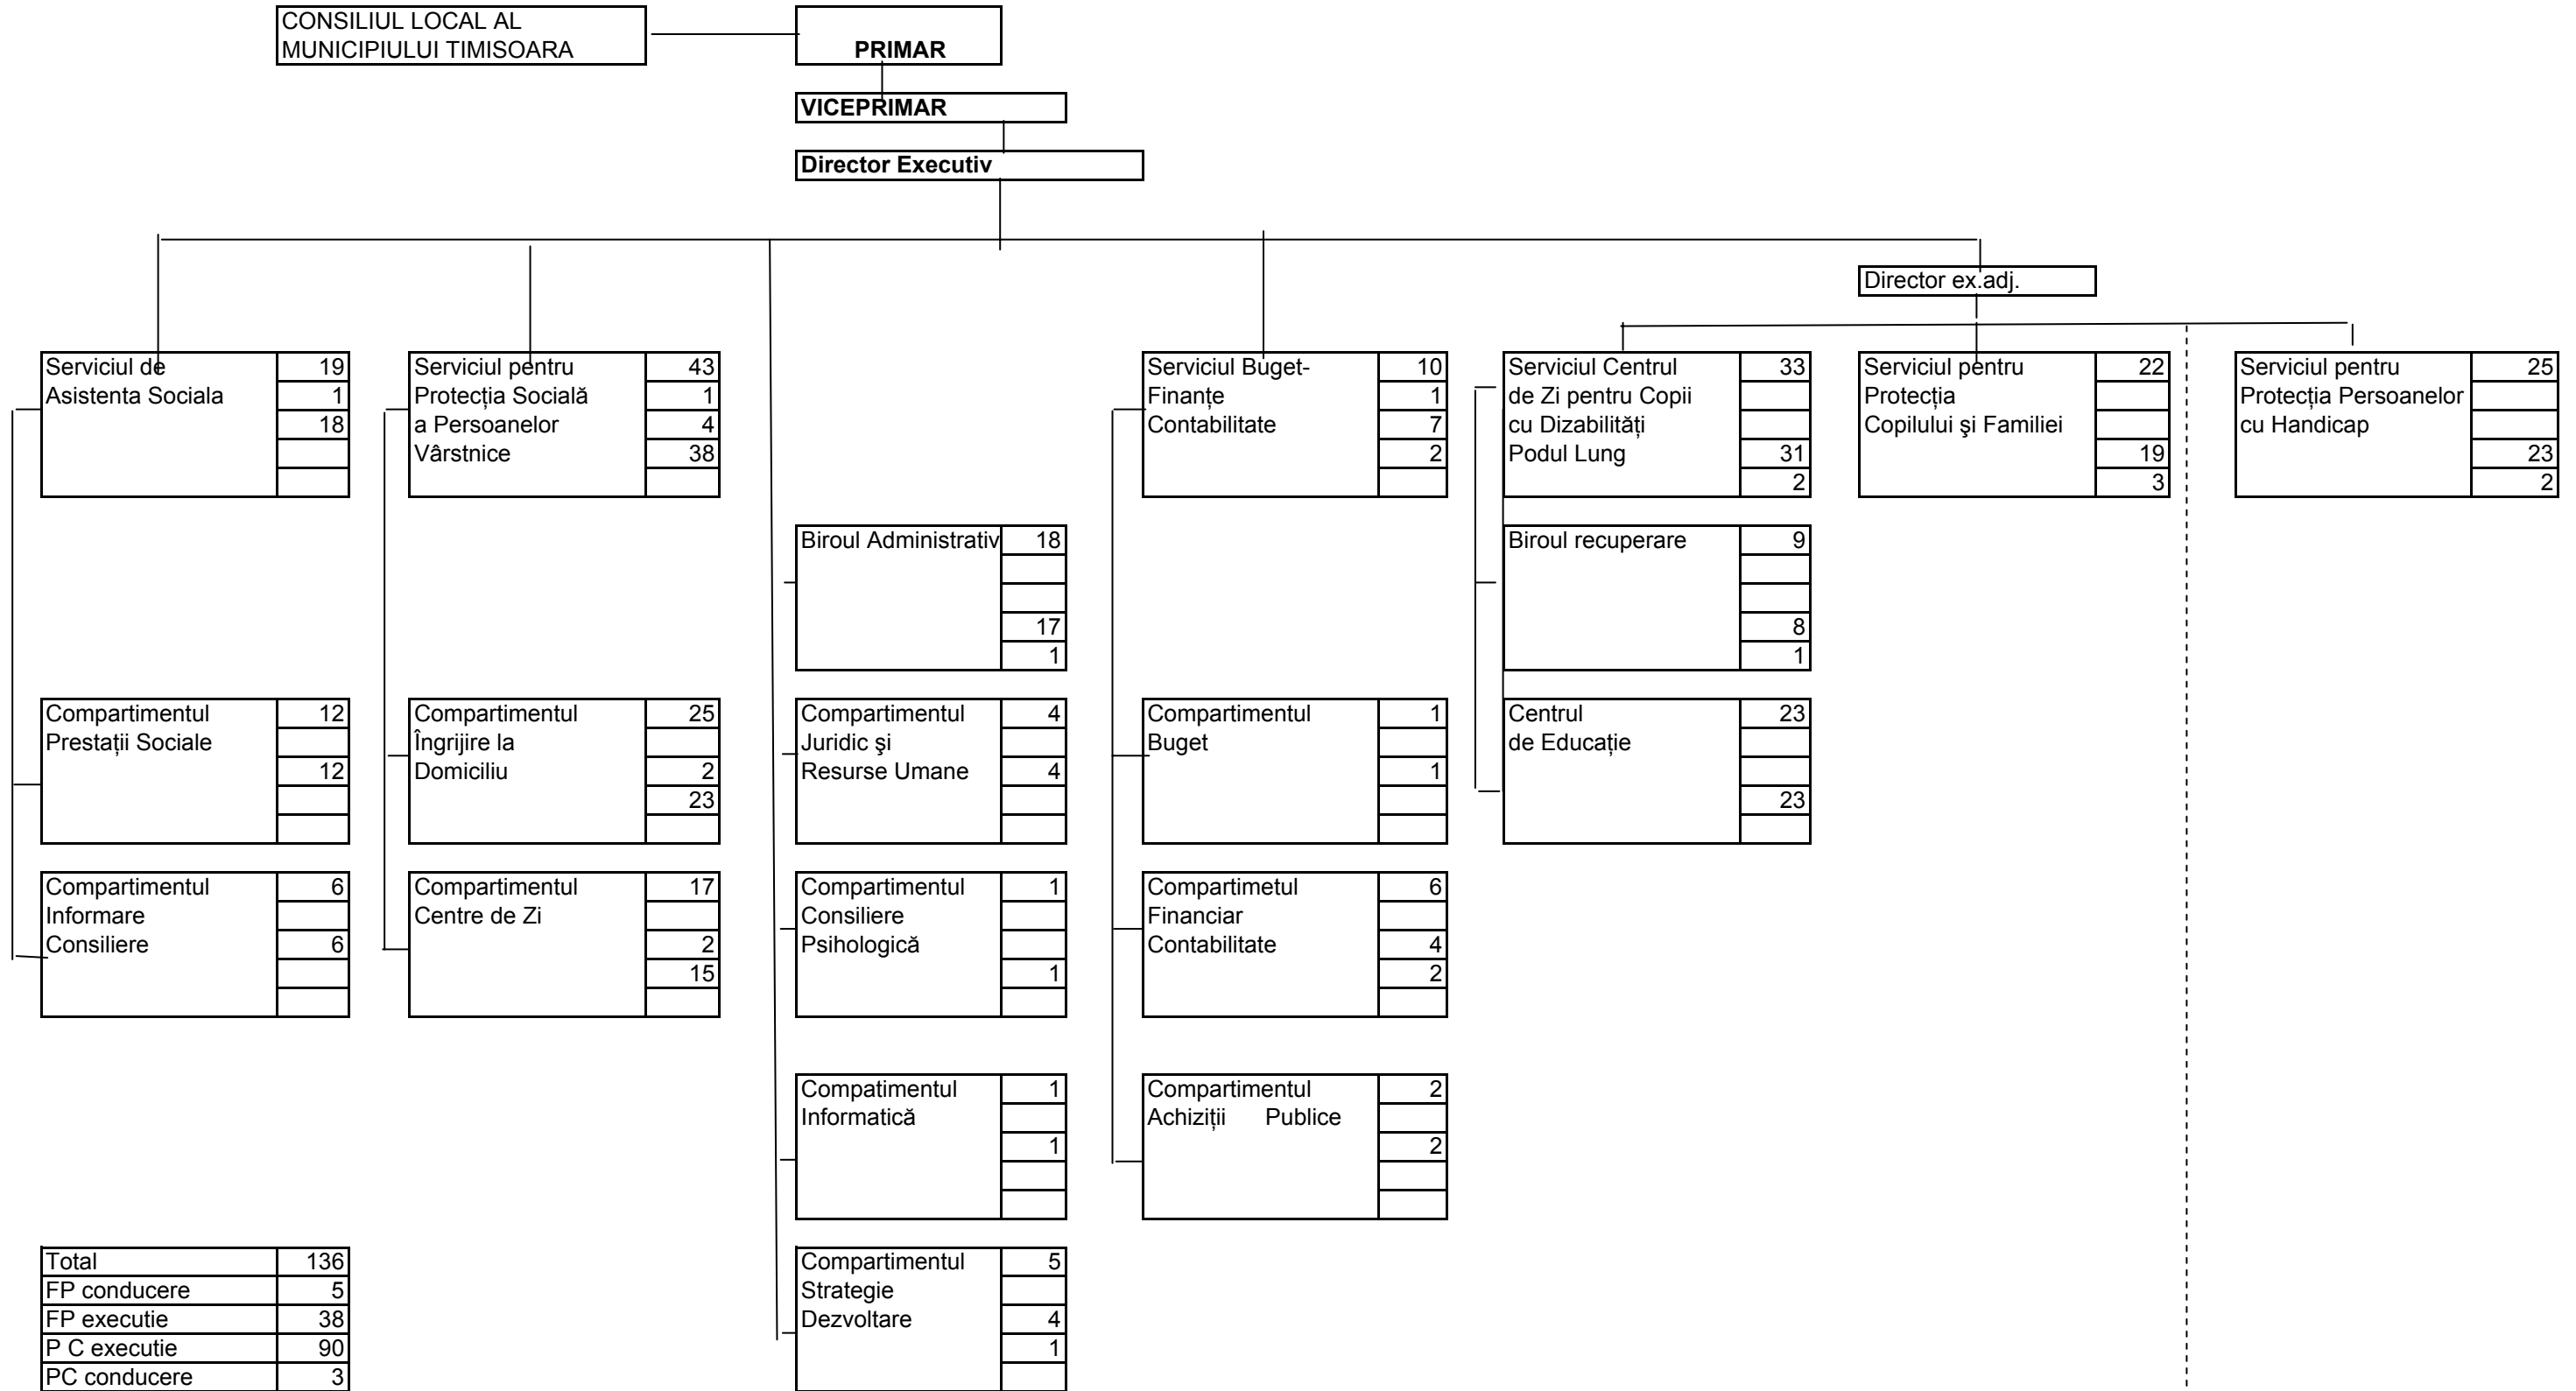 CONSILIUL LOCAL AL
MUNICIPIULUI TIMISOARA
PRIMAR
VICEPRIMAR
Director Executiv
Director ex.adj.
Serviciul de 19
Asistenta Sociala 1
18
Serviciul pentru 43
Protecția Socială 1
a Persoanelor 4
Vârstnice 38
Serviciul Buget- 10
Finanțe 1
Contabilitate 7
2
Serviciul Centrul 33
de Zi pentru Copii
cu Dizabilități
Podul Lung 31
2
Serviciul pentru 22
Protecția
Copilului şi Familiei
19
3
Serviciul pentru 25
Protecția Persoanelor
cu Handicap
23
2
Biroul Administrativ 18
17
1
Biroul recuperare 9
8
1
Compartimentul 12
Prestații Sociale
12
Compartimentul 25
Îngrijire la
Domiciliu 2
23
Compartimentul 4
Juridic şi
Resurse Umane 4
Compartimentul 1
Buget
1
Centrul 23
de Educație
23
Compartimentul 6
Informare
Consiliere 6
Compartimentul 17
Centre de Zi
2
15
Compartimentul 1
Consiliere
Psihologică
1
Compartimetul 6
Financiar
Contabilitate 4
2
Compatimentul 1
Informatică
1
Compartimentul 2
Achiziții Publice
2
Total 136
FP conducere 5
FP executie 38
P C executie 90
PC conducere 3
Compartimentul 5
Strategie
Dezvoltare 4
1